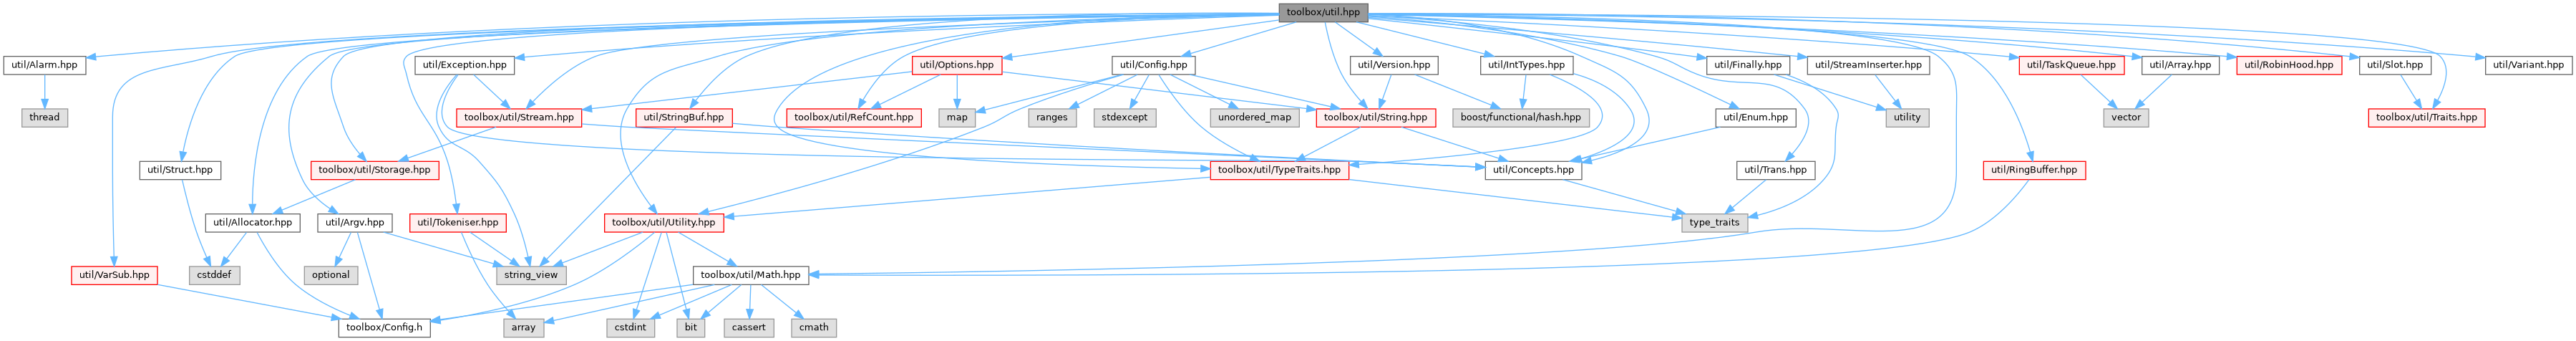 toolbox/util.hpp
util/Alarm.hpp
util/Exception.hpp
util/Options.hpp
util/Config.hpp
util/Version.hpp
util/IntTypes.hpp
util/Finally.hpp
util/StreamInserter.hpp
util/TaskQueue.hpp
util/Array.hpp
util/RobinHood.hpp
util/Slot.hpp
util/Variant.hpp
thread
toolbox/util/Stream.hpp
util/StringBuf.hpp
toolbox/util/RefCount.hpp
map
ranges
stdexcept
unordered_map
toolbox/util/String.hpp
boost/functional/hash.hpp
util/Enum.hpp
utility
vector
toolbox/util/Traits.hpp
util/Struct.hpp
toolbox/util/Storage.hpp
toolbox/util/TypeTraits.hpp
util/Concepts.hpp
util/Trans.hpp
util/RingBuffer.hpp
util/Allocator.hpp
util/Argv.hpp
util/Tokeniser.hpp
toolbox/util/Utility.hpp
type_traits
util/VarSub.hpp
cstddef
optional
string_view
toolbox/util/Math.hpp
toolbox/Config.h
array
cstdint
bit
cassert
cmath